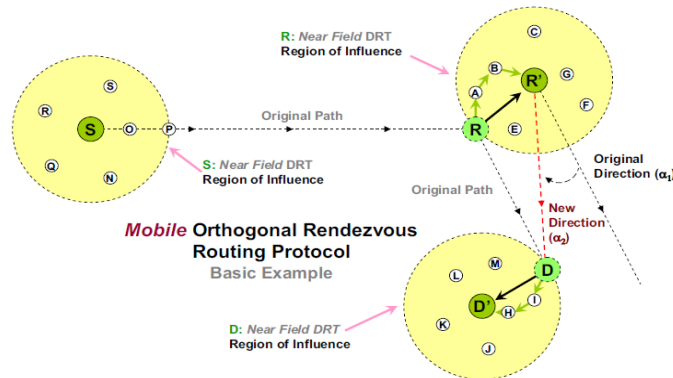 R: Near Field DRT
Region of Influence
C
B
R'
G
A
F
R
E
S
R
S
O
P
Q
N
Original Path
S: Near Field DRT
Region of Influence
Original Path
Original
Direction (α1)
New
Direction
(α2)
Mobile Orthogonal Rendezvous
Routing Protocol
Basic Example
D
M
L
I
D'
H
K
J
D: Near Field DRT
Region of Influence